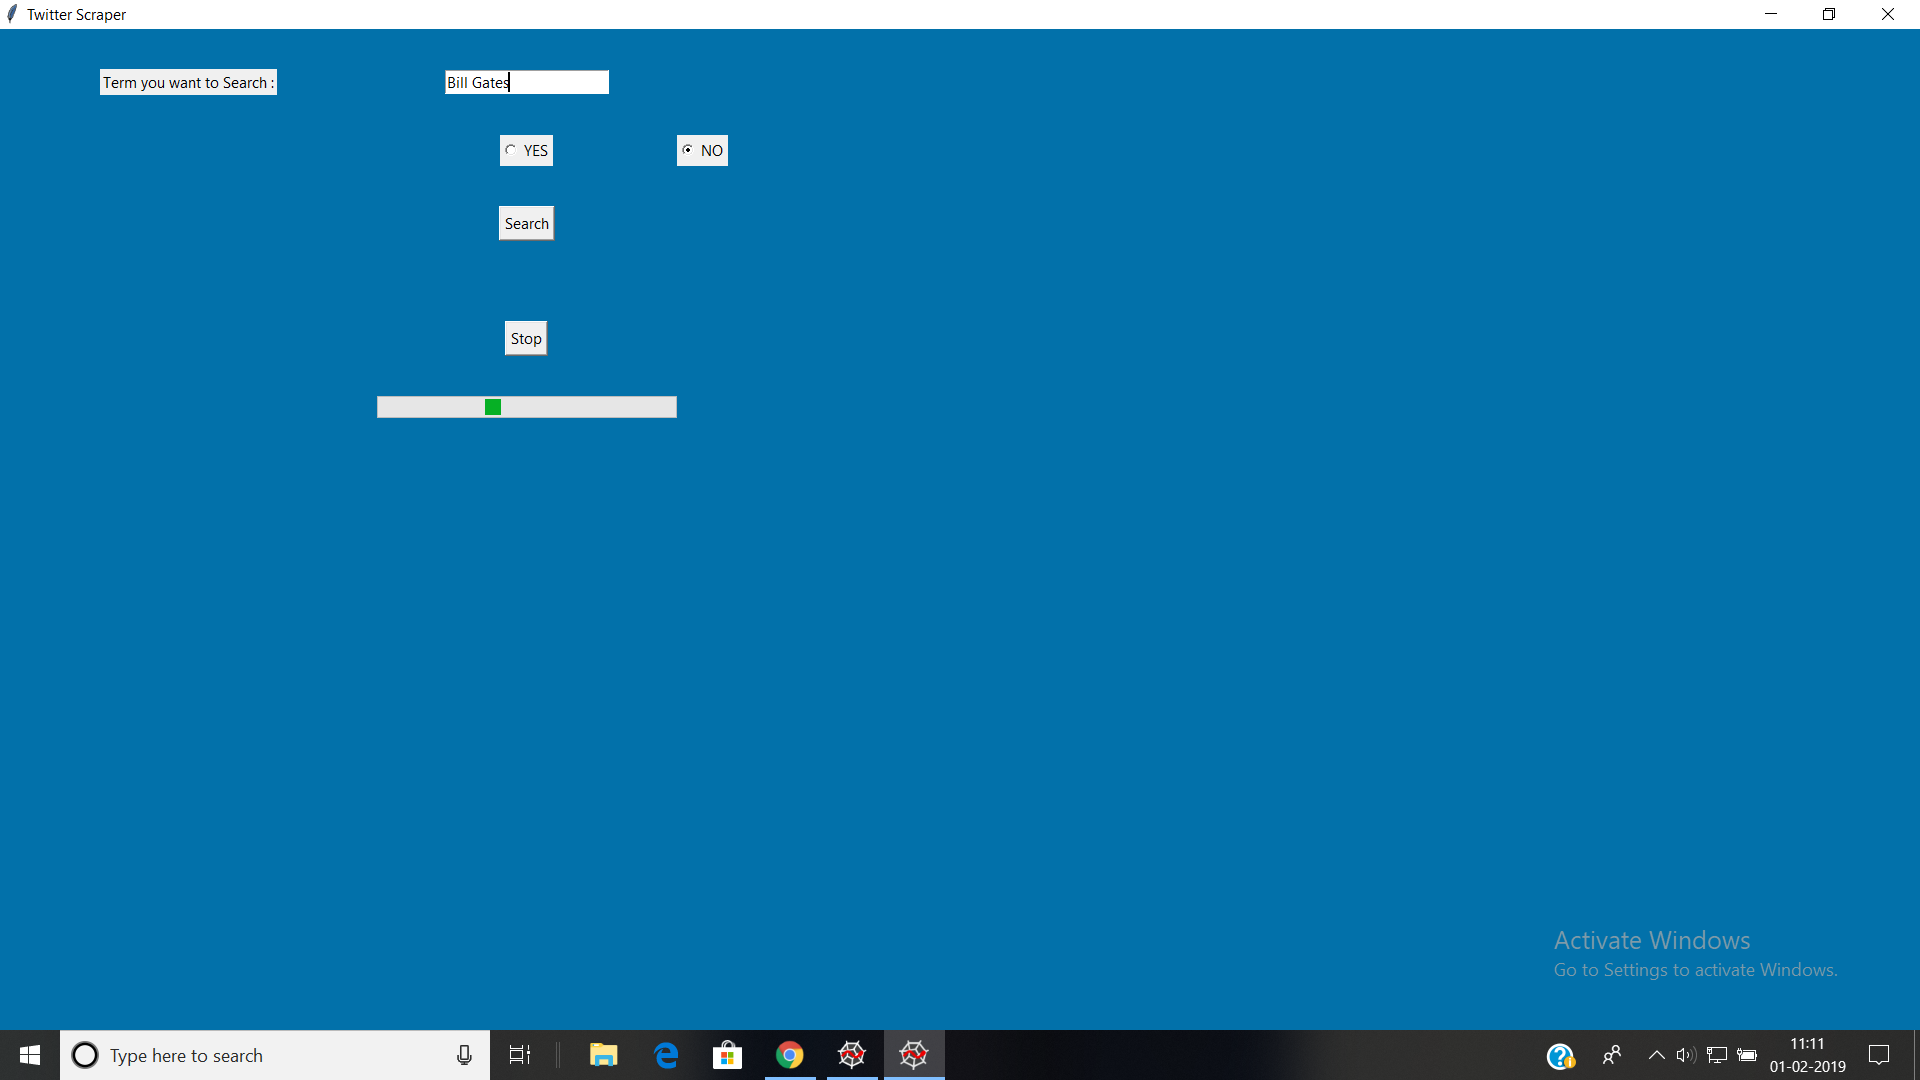 Twitter Scraper
Term you want to Search :
Bill Gates
YES
NO
Search
Stop
Activate Windows
Go to Settings to activate Windows.
Type here to search
11:11
01-02-2019